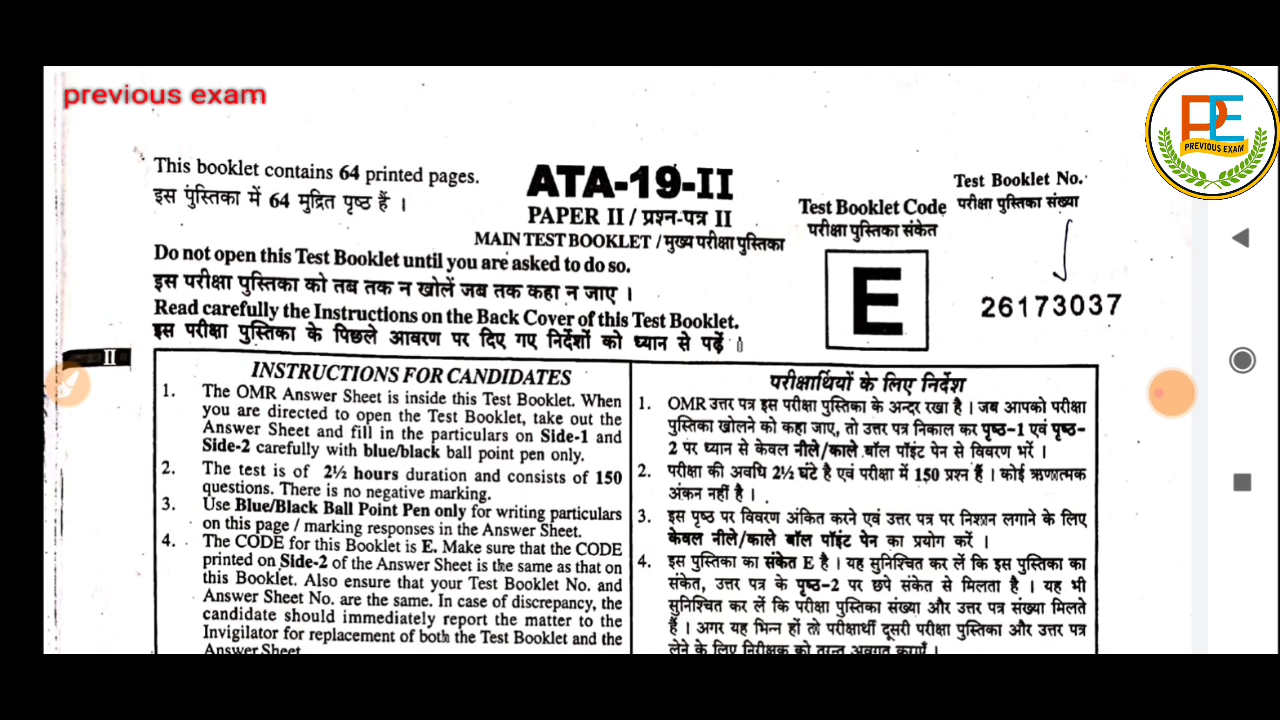 previous exam
PE
PREVIOUS EXAM
This booklet contains 64 printed pages.
इस पुस्तिका में 64 मुद्रित पृष्ठ हैं ।
ATA-19-II
PAPER II / प्रश्न-पत्र II
MAIN TEST BOOKLET / मुख्य परीक्षा पुस्तिका
Test Booklet Code
परीक्षा पुस्तिका संकेत
E
Test Booklet No.
परीक्षा पुस्तिका संख्या
26173037
Do not open this Test Booklet until you are asked to do so.
इस परीक्षा पुस्तिका को तब तक न खोलें जब तक कहा न जाए ।
Read carefully the Instructions on the Back Cover of this Test Booklet.
इस परीक्षा पुस्तिका के पिछले आवरण पर दिए गए निर्देशों को ध्यान से पढ़ें ।
II
INSTRUCTIONS FOR CANDIDATES
1. The OMR Answer Sheet is inside this Test Booklet. When
you are directed to open the Test Booklet, take out the
Answer Sheet and fill in the particulars on Side-1 and
Side-2 carefully with blue/black ball point pen only.
2. The test is of 2½ hours duration and consists of 150
questions. There is no negative marking.
3. Use Blue/Black Ball Point Pen only for writing particulars
on this page / marking responses in the Answer Sheet.
4. The CODE for this Booklet is E. Make sure that the CODE
printed on Side-2 of the Answer Sheet is the same as that on
this Booklet. Also ensure that your Test Booklet No. and
Answer Sheet No. are the same. In case of discrepancy, the
candidate should immediately report the matter to the
Invigilator for replacement of both the Test Booklet and the
Answer Sheet.
परीक्षार्थियों के लिए निर्देश
1. OMR उत्तर पत्र इस परीक्षा पुस्तिका के अन्दर रखा है । जब आपको परीक्षा
पुस्तिका खोलने को कहा जाए, तो उत्तर पत्र निकाल कर पृष्ठ-1 एवं पृष्ठ-
2 पर ध्यान से केवल नीले/काले बॉल पॉइंट पेन से विवरण भरें ।
2. परीक्षा की अवधि 2½ घंटे है एवं परीक्षा में 150 प्रश्न हैं । कोई ऋणात्मक
अंकन नहीं है ।
3. इस पृष्ठ पर विवरण अंकित करने एवं उत्तर पत्र पर निशान लगाने के लिए
केवल नीले/काले बॉल पॉइंट पेन का प्रयोग करें ।
4. इस पुस्तिका का संकेत E है । यह सुनिश्चित कर लें कि इस पुस्तिका का
संकेत, उत्तर पत्र के पृष्ठ-2 पर छपे संकेत से मिलता है । यह भी
सुनिश्चित कर लें कि परीक्षा पुस्तिका संख्या और उत्तर पत्र संख्या मिलते
हैं । अगर यह भिन्न हों तो परीक्षार्थी दूसरी परीक्षा पुस्तिका और उत्तर पत्र
लेने के लिए निरीक्षक को तुरन्त अवगत कराएँ ।